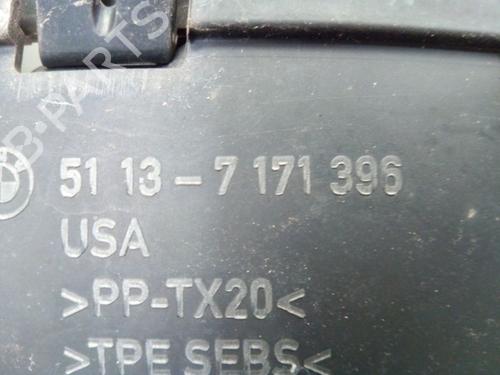 51 13 - 7 171 396
USA
>PP-TX20<
>TPE SEBS<